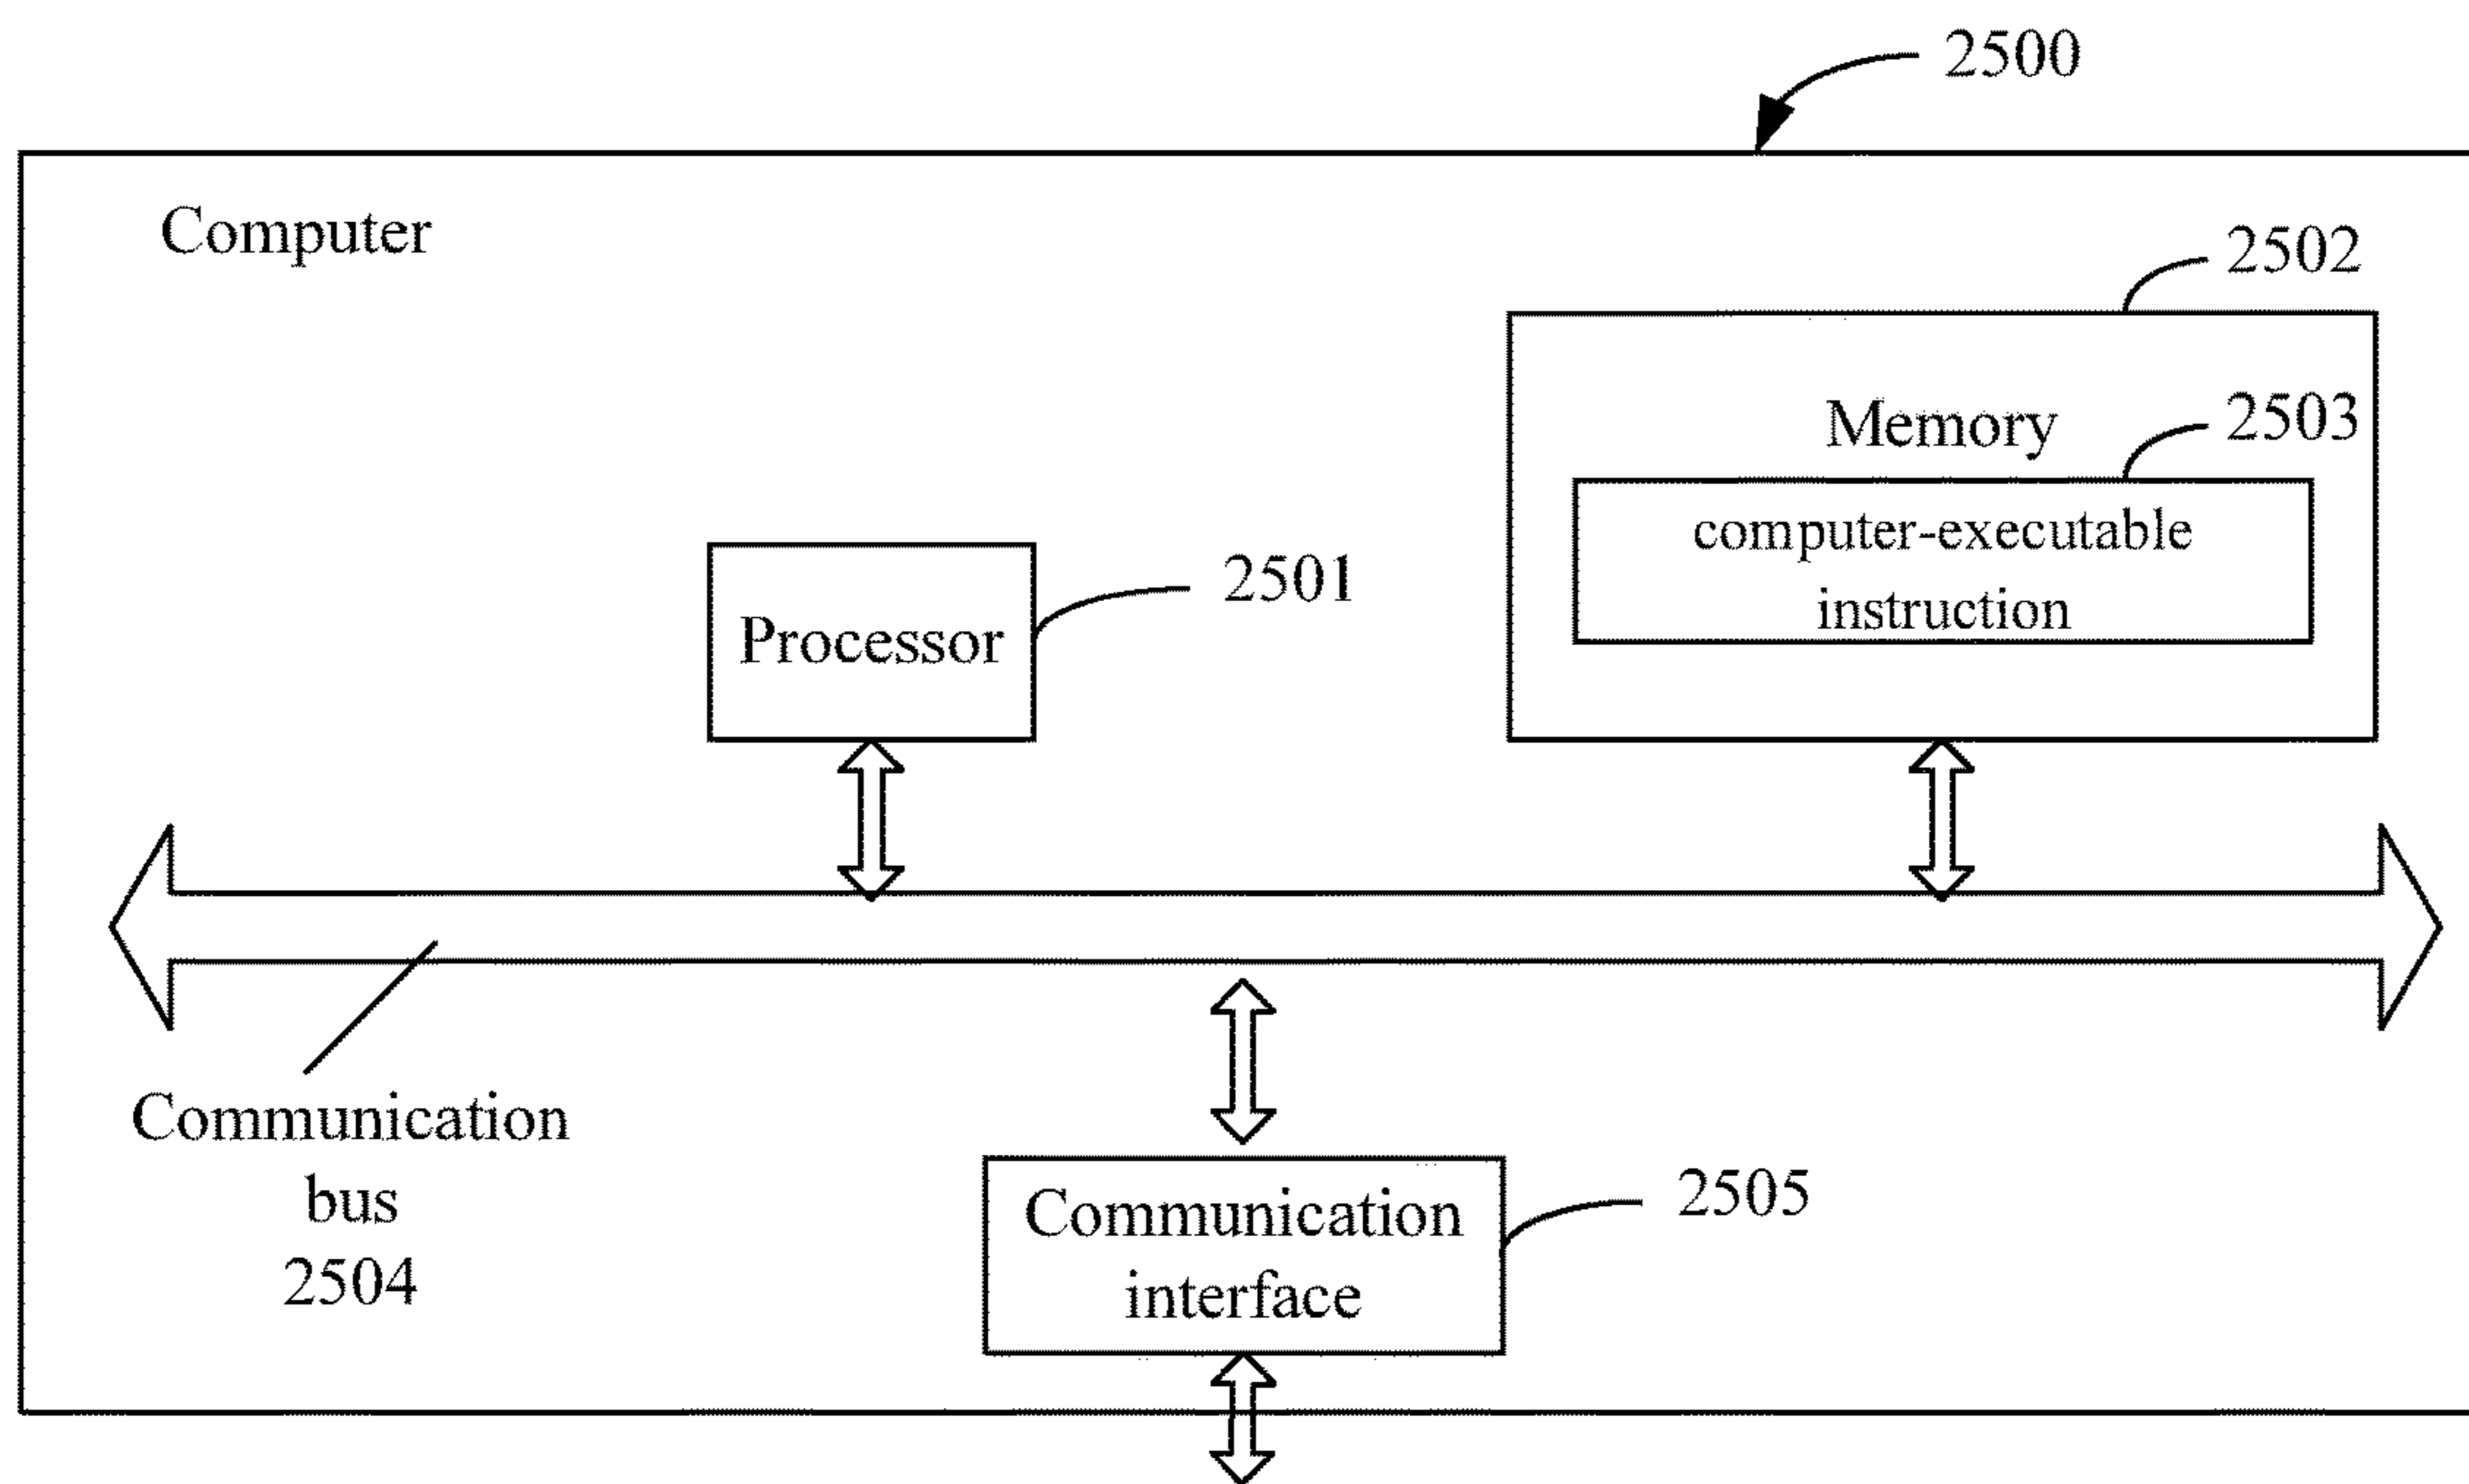 2500
Computer
2502
Memory
2503
computer-executable
instruction
2501
Processor
Communication
bus
2504
Communication
interface
2505